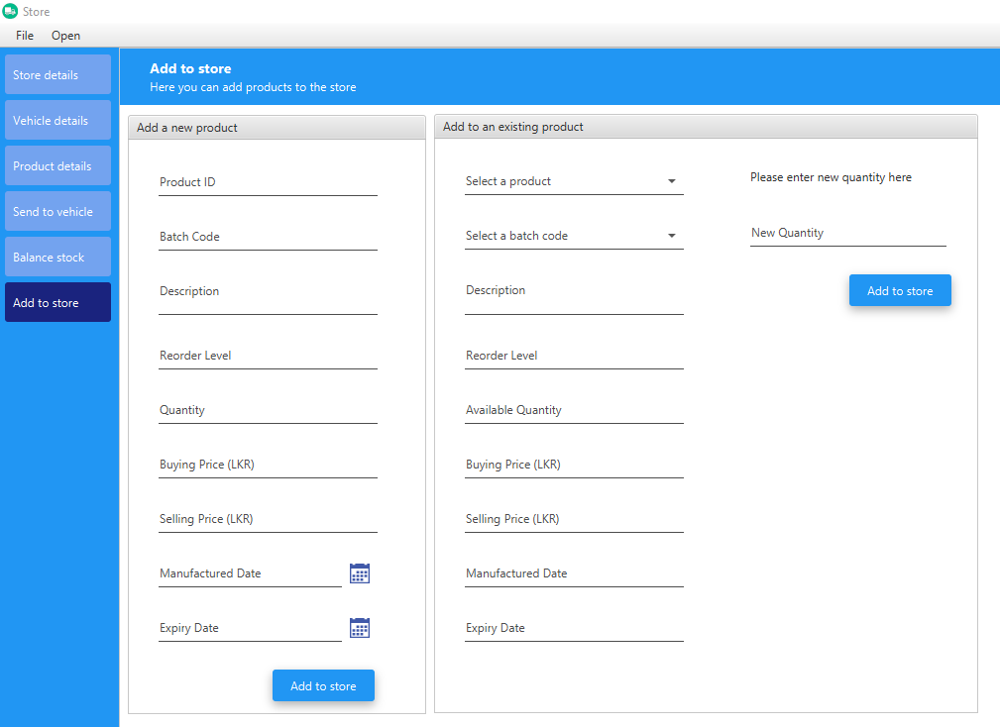 Store
File Open
Store details
Vehicle details
Product details
Send to vehicle
Balance stock
Add to store
Add to store
Here you can add products to the store
Add a new product
Product ID
Batch Code
Description
Reorder Level
Quantity
Buying Price (LKR)
Selling Price (LKR)
Manufactured Date
Expiry Date
Add to store
Add to an existing product
Select a product
Select a batch code
Description
Reorder Level
Available Quantity
Buying Price (LKR)
Selling Price (LKR)
Manufactured Date
Expiry Date
Please enter new quantity here
New Quantity
Add to store